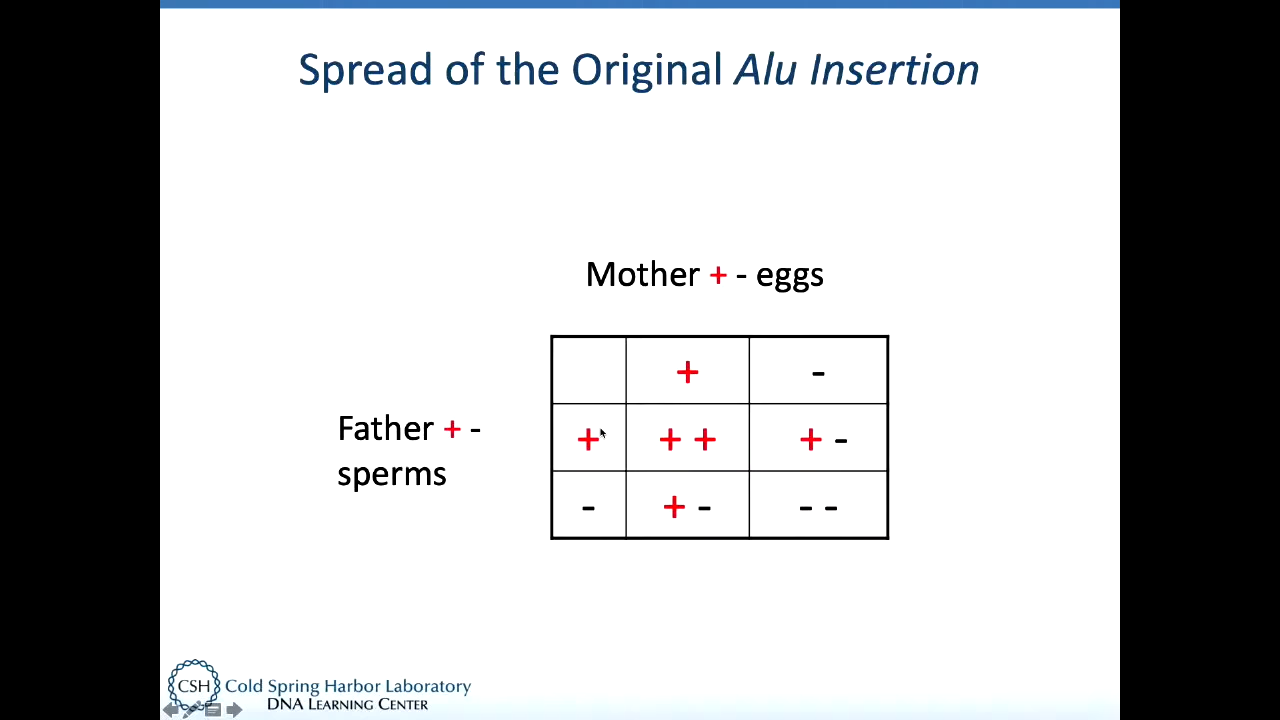 Spread of the Original Alu Insertion
Mother + - eggs
+ -
Father + -
sperms
+ + + + -
- + - - -
CSH Cold Spring Harbor Laboratory
DNA LEARNING CENTER